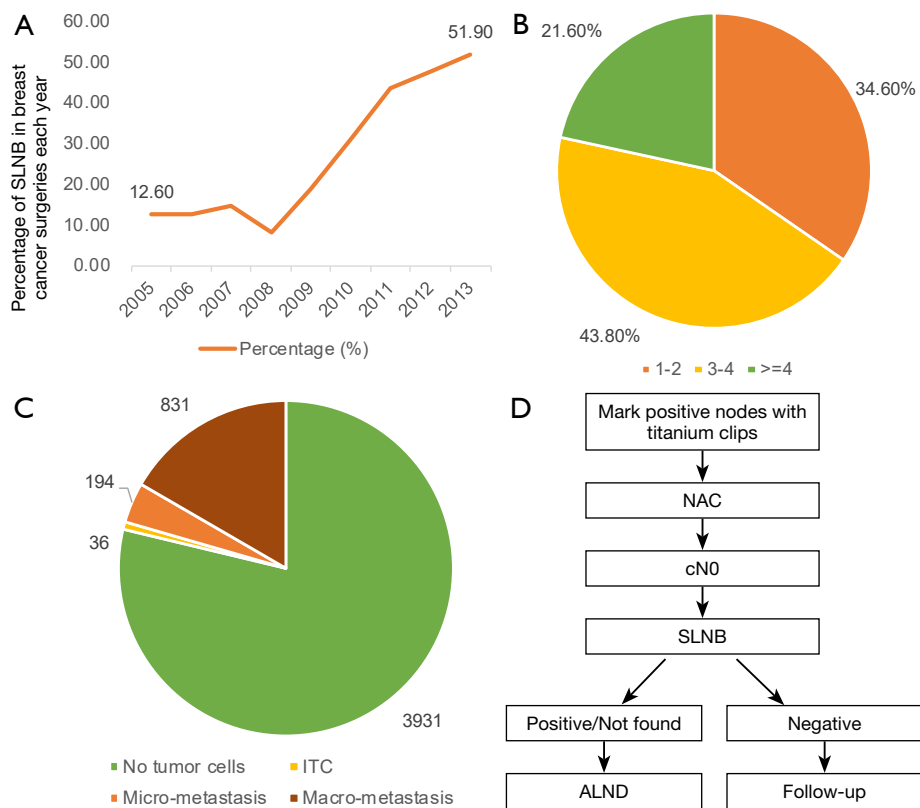 A
Percentage of SLNB in breast
cancer surgeries each year
60.00
50.00
40.00
30.00
20.00
10.00
0.00
12.60
51.90
2005
2006
2007
2008
2009
2010
2011
2012
2013
Percentage (%)
B
21.60%
34.60%
43.80%
1-2 3-4 >=4
C
831
194
36
3931
No tumor cells ITC
Micro-metastasis Macro-metastasis
D
Mark positive nodes with
titanium clips
NAC
cN0
SLNB
Positive/Not found Negative
ALND Follow-up